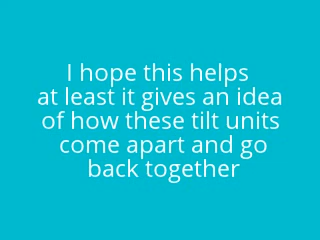 I hope this helps
at least it gives an idea
of how these tilt units
come apart and go
back together